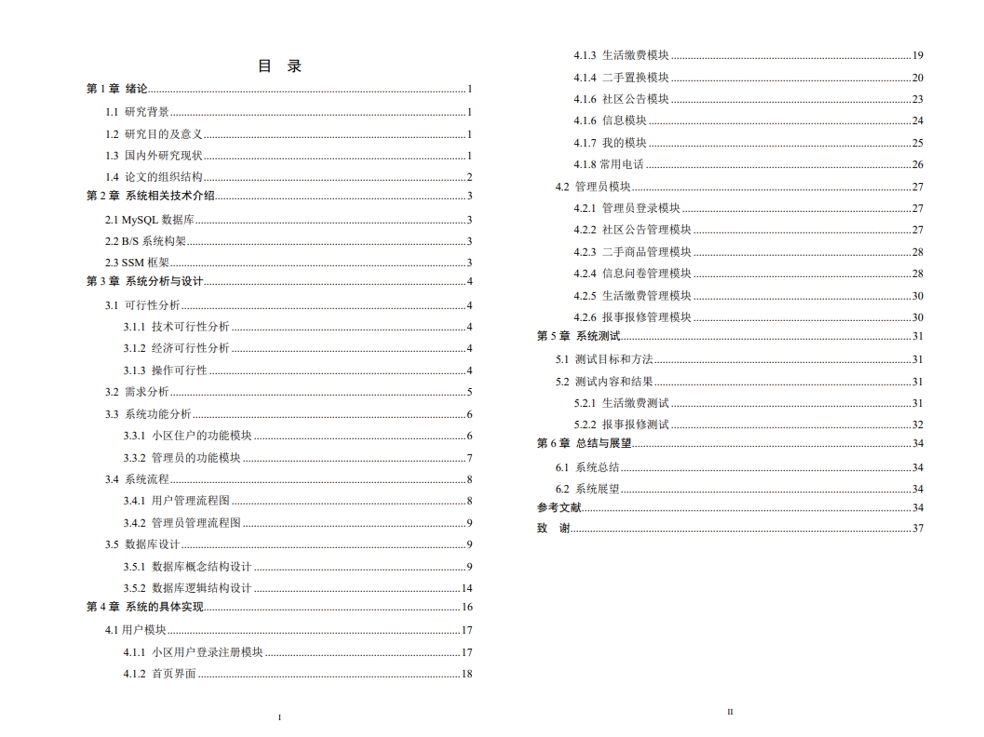 目 录
第 1 章 绪论 1
1.1 研究背景 1
1.2 研究目的及意义 1
1.3 国内外研究现状 1
1.4 论文的组织结构 2
第 2 章 系统相关技术介绍 3
2.1 MySQL 数据库 3
2.2 B/S 系统构架 3
2.3 SSM 框架 3
第 3 章 系统分析与设计 4
3.1 可行性分析 4
3.1.1 技术可行性分析 4
3.1.2 经济可行性分析 4
3.1.3 操作可行性 4
3.2 需求分析 5
3.3 系统功能分析 6
3.3.1 小区住户的功能模块 6
3.3.2 管理员的功能模块 7
3.4 系统流程 8
3.4.1 用户管理流程图 8
3.4.2 管理员管理流程图 9
3.5 数据库设计 9
3.5.1 数据库概念结构设计 9
3.5.2 数据库逻辑结构设计 14
第 4 章 系统的具体实现 16
4.1 用户模块 17
4.1.1 小区用户登录注册模块 17
4.1.2 首页界面 18
I
4.1.3 生活缴费模块 19
4.1.4 二手置换模块 20
4.1.6 社区公告模块 23
4.1.6 信息模块 24
4.1.7 我的模块 25
4.1.8 常用电话 26
4.2 管理员模块 27
4.2.1 管理员登录模块 27
4.2.2 社区公告管理模块 27
4.2.3 二手商品管理模块 28
4.2.4 信息问卷管理模块 28
4.2.5 生活缴费管理模块 30
4.2.6 报事报修管理模块 30
第 5 章 系统测试 31
5.1 测试目标和方法 31
5.2 测试内容和结果 31
5.2.1 生活缴费测试 31
5.2.2 报事报修测试 32
第 6 章 总结与展望 34
6.1 系统总结 34
6.2 系统展望 34
参考文献 34
致 谢 37
II